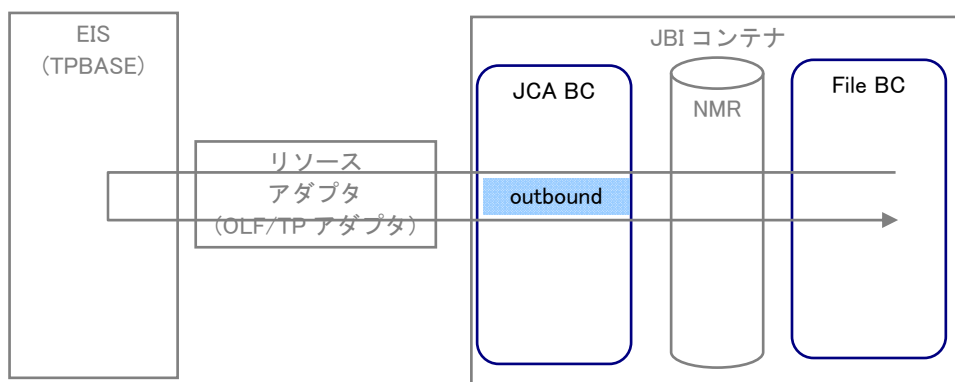 EIS
(TPBASE)
JBI コンテナ
JCA BC
NMR
File BC
リソース
アダプタ
(OLF/TP アダプタ)
outbound